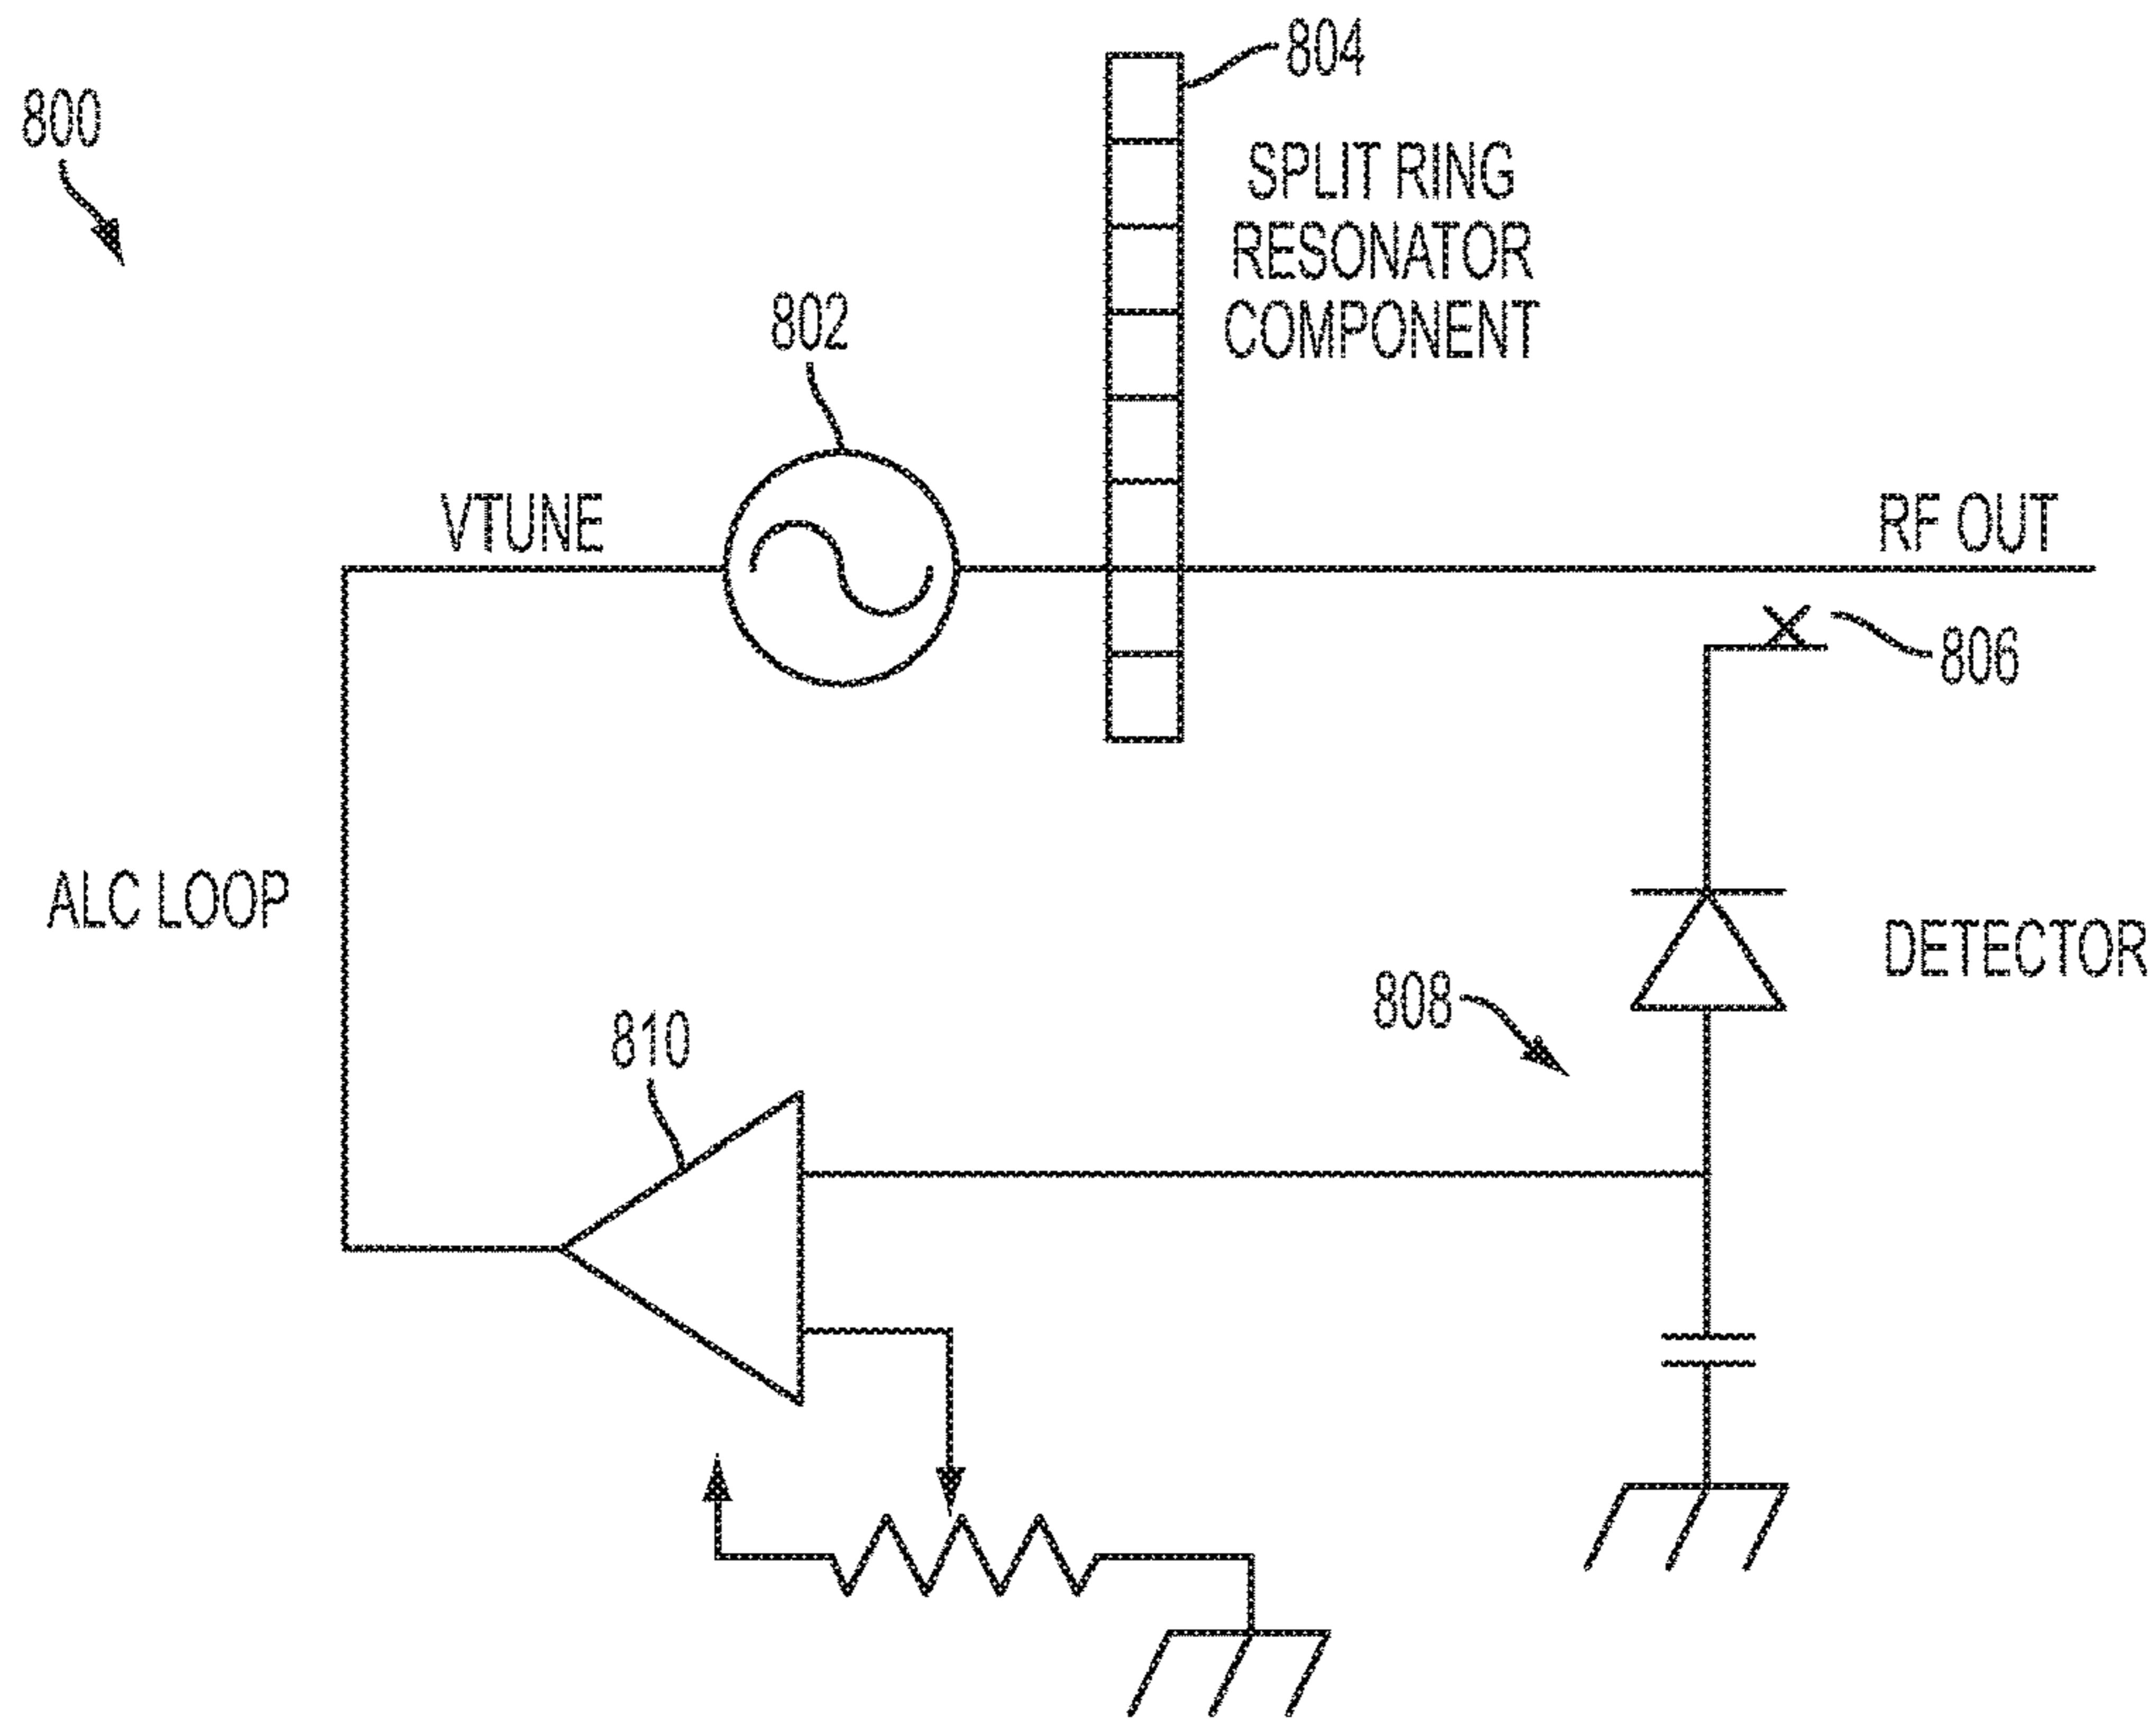 804
800
SPLIT RING
RESONATOR
COMPONENT
802
VTUNE
RF OUT
806
ALC LOOP
DETECTOR
808
810